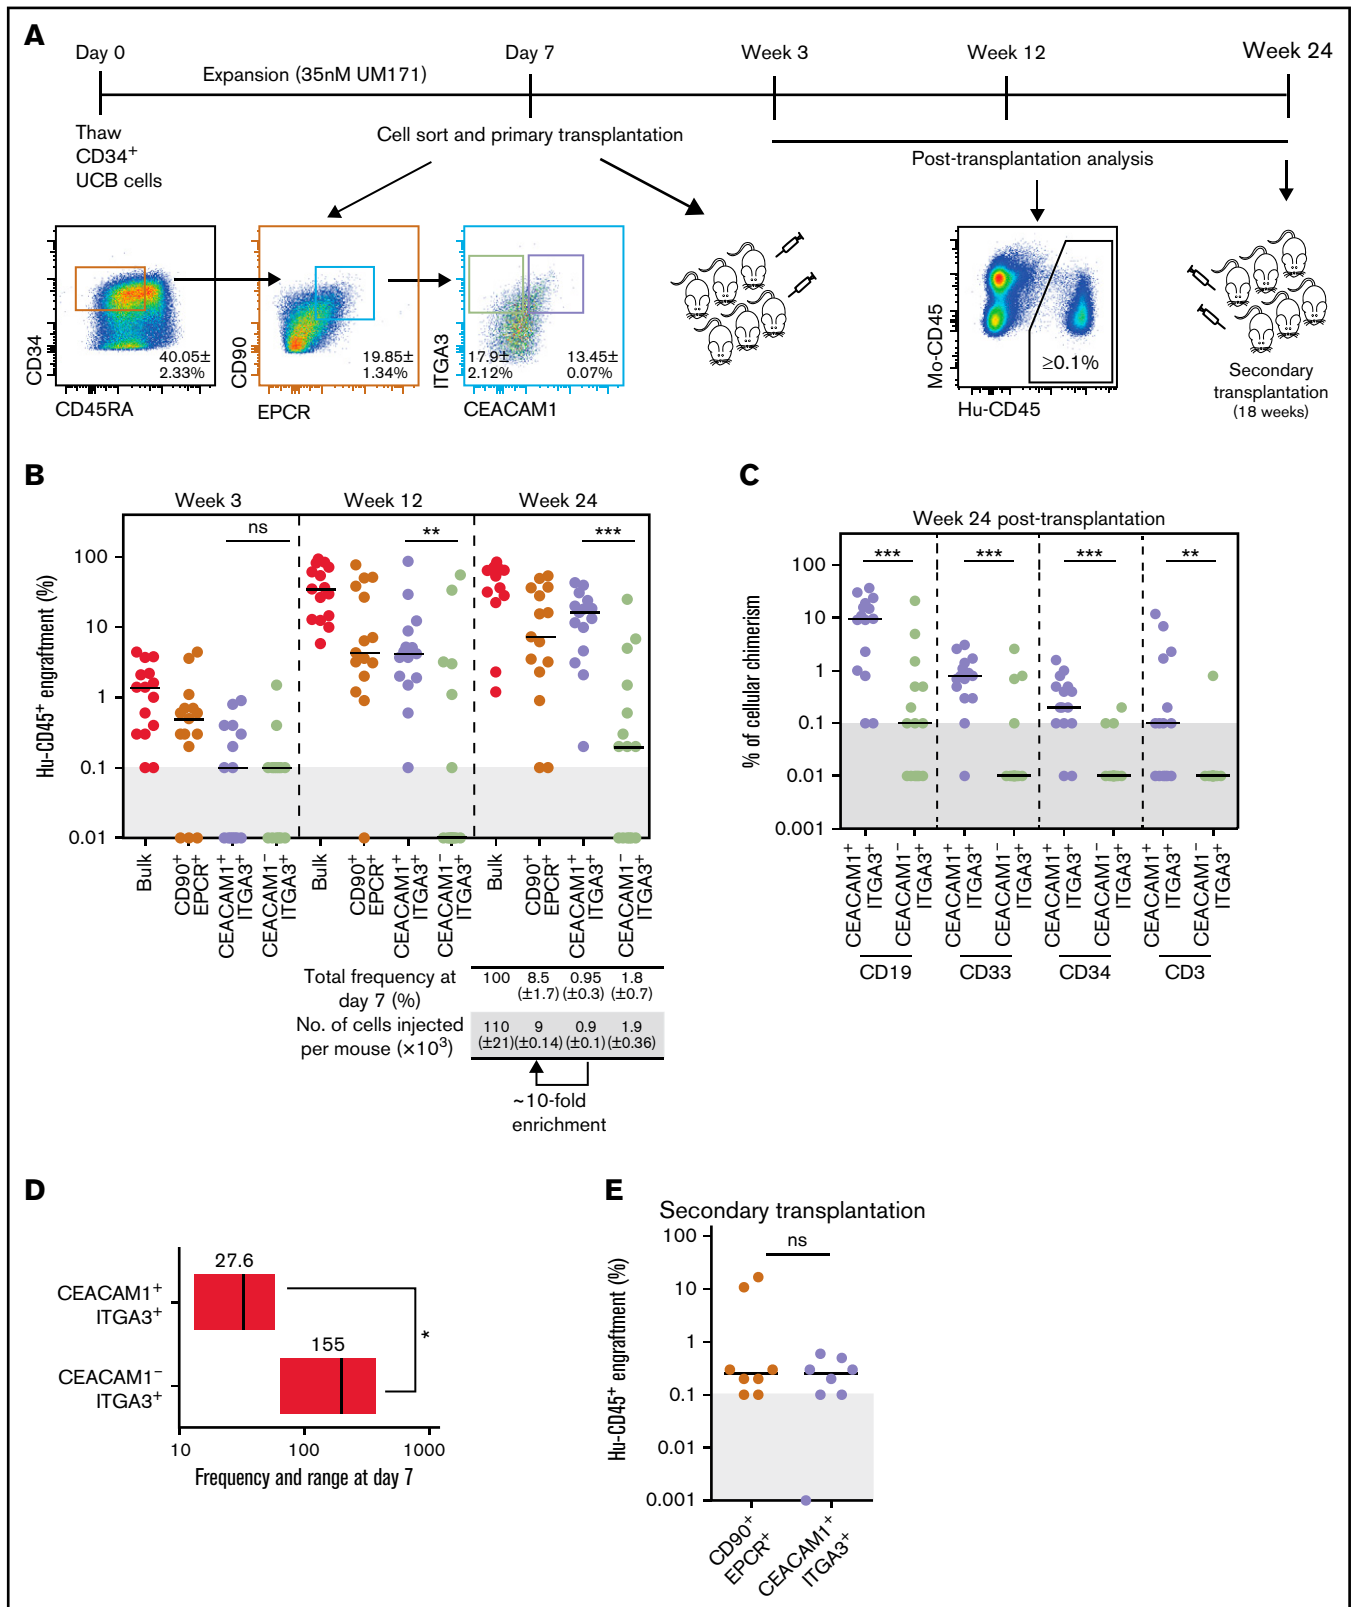 A
Day 0
Day 7
Week 3
Week 12
Week 24
Expansion (35nM UM171)
Thaw
CD34+
UCB cells
Cell sort and primary transplantation
Post-transplantation analysis
CD34
40.05±
2.33%
CD45RA
CD90
19.85±
1.34%
EPCR
ITGA3
17.9±
2.12%
13.45±
0.07%
CEACAM1
Mo-CD45
≥0.1%
Hu-CD45
Secondary
transplantation
(18 weeks)
B
Week 3
Week 12
Week 24
ns
**
***
Hu-CD45+ engraftment (%)
100
10
1
0.1
0.01
Bulk
CD90+
EPCR+
CEACAM1+
ITGA3+
CEACAM1−
ITGA3+
Bulk
CD90+
EPCR+
CEACAM1+
ITGA3+
CEACAM1−
ITGA3+
Bulk
CD90+
EPCR+
CEACAM1+
ITGA3+
CEACAM1−
ITGA3+
Total frequency at
day 7 (%)
100
8.5
(±1.7)
0.95
(±0.3)
1.8
(±0.7)
No. of cells injected
per mouse (×10³)
110
(±21)
9
(±0.14)
0.9
(±0.1)
1.9
(±0.36)
~10-fold
enrichment
C
Week 24 post-transplantation
***
***
***
**
% of cellular chimerism
100
10
1
0.1
0.01
0.001
CEACAM1+
ITGA3+
CEACAM1−
ITGA3+
CEACAM1+
ITGA3+
CEACAM1−
ITGA3+
CEACAM1+
ITGA3+
CEACAM1−
ITGA3+
CEACAM1+
ITGA3+
CEACAM1−
ITGA3+
CD19
CD33
CD34
CD3
D
CEACAM1+
ITGA3+
27.6
CEACAM1−
ITGA3+
155
*
10
100
1000
Frequency and range at day 7
E
Secondary transplantation
ns
Hu-CD45+ engraftment (%)
100
10
1
0.1
0.01
0.001
CD90+
EPCR+
CEACAM1+
ITGA3+